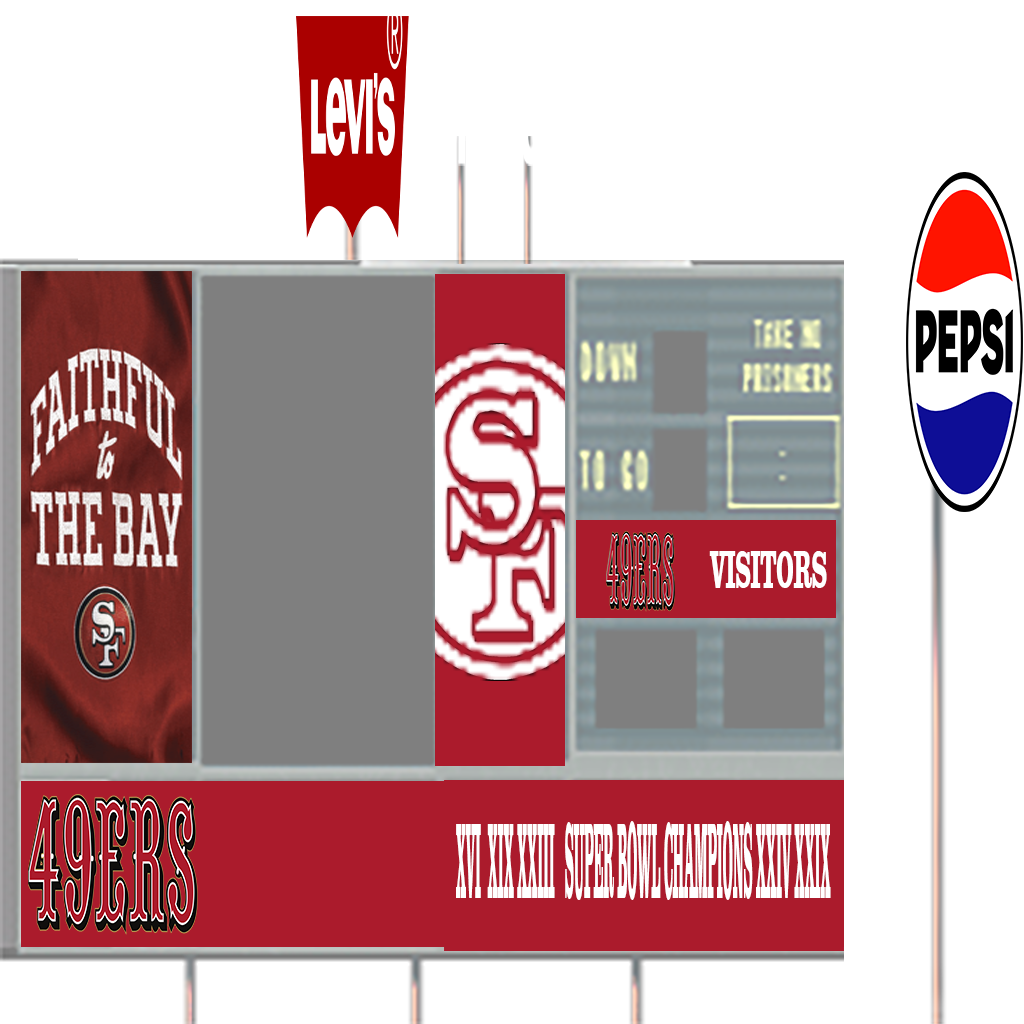 LEVI'S ®
PEPSI
FAITHFUL
to
THE BAY
SF
SF
DOWN
TAKE NO
PRISONERS
TO GO
:
49ERS VISITORS
49ERS
XVI XIX XXIII SUPER BOWL CHAMPIONS XXIV XXIX